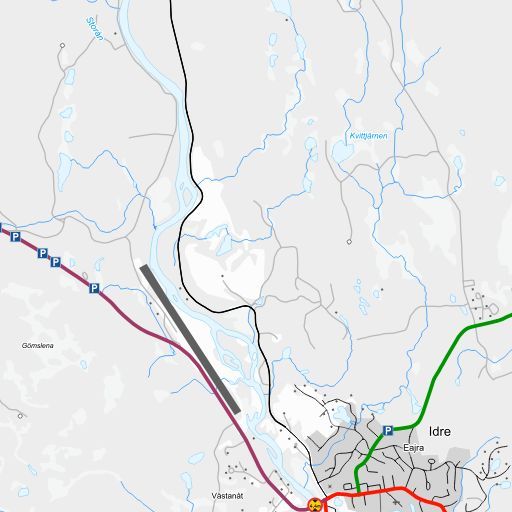 Storån
Kvittjärnen
P
P
P
P
Gömslena
P
Idre
Eajra
Västanåt